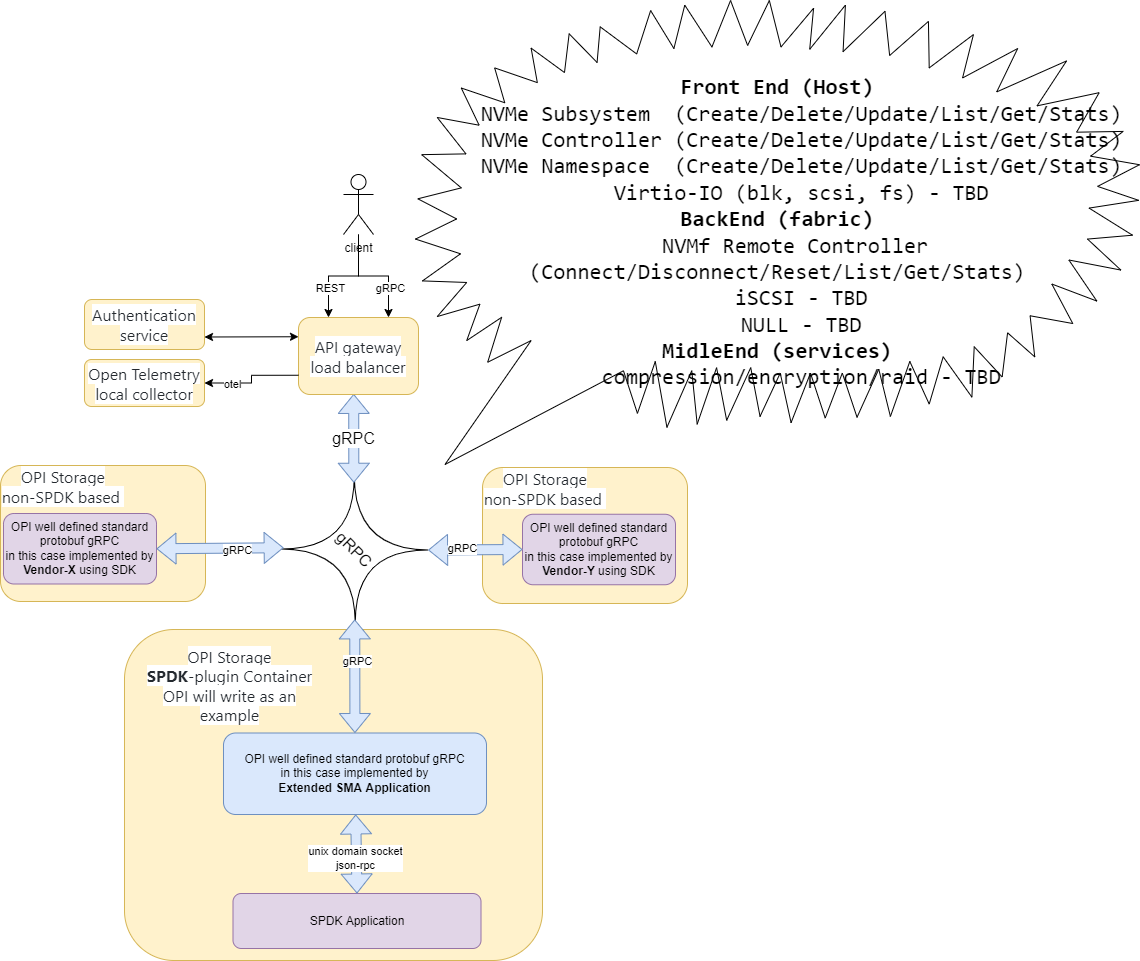 Front End (Host)
NVMe Subsystem (Create/Delete/Update/List/Get/Stats)
NVMe Controller (Create/Delete/Update/List/Get/Stats)
NVMe Namespace (Create/Delete/Update/List/Get/Stats)
Virtio-IO (blk, scsi, fs) - TBD
BackEnd (fabric)
NVMf Remote Controller
(Connect/Disconnect/Reset/List/Get/Stats)
iSCSI - TBD
NULL - TBD
MidleEnd (services)
compression/encryption/raid - TBD
client
REST
gRPC
Authentication
service
API gateway
load balancer
Open Telemetry
local collector
otel
gRPC
OPI Storage
non-SPDK based
OPI well defined standard
protobuf gRPC
in this case implemented by
Vendor-X using SDK
gRPC
gRPC
gRPC
OPI Storage
non-SPDK based
OPI well defined standard
protobuf gRPC
in this case implemented by
Vendor-Y using SDK
gRPC
OPI Storage
SPDK-plugin Container
OPI will write as an
example
OPI well defined standard protobuf gRPC
in this case implemented by
Extended SMA Application
unix domain socket
json-rpc
SPDK Application